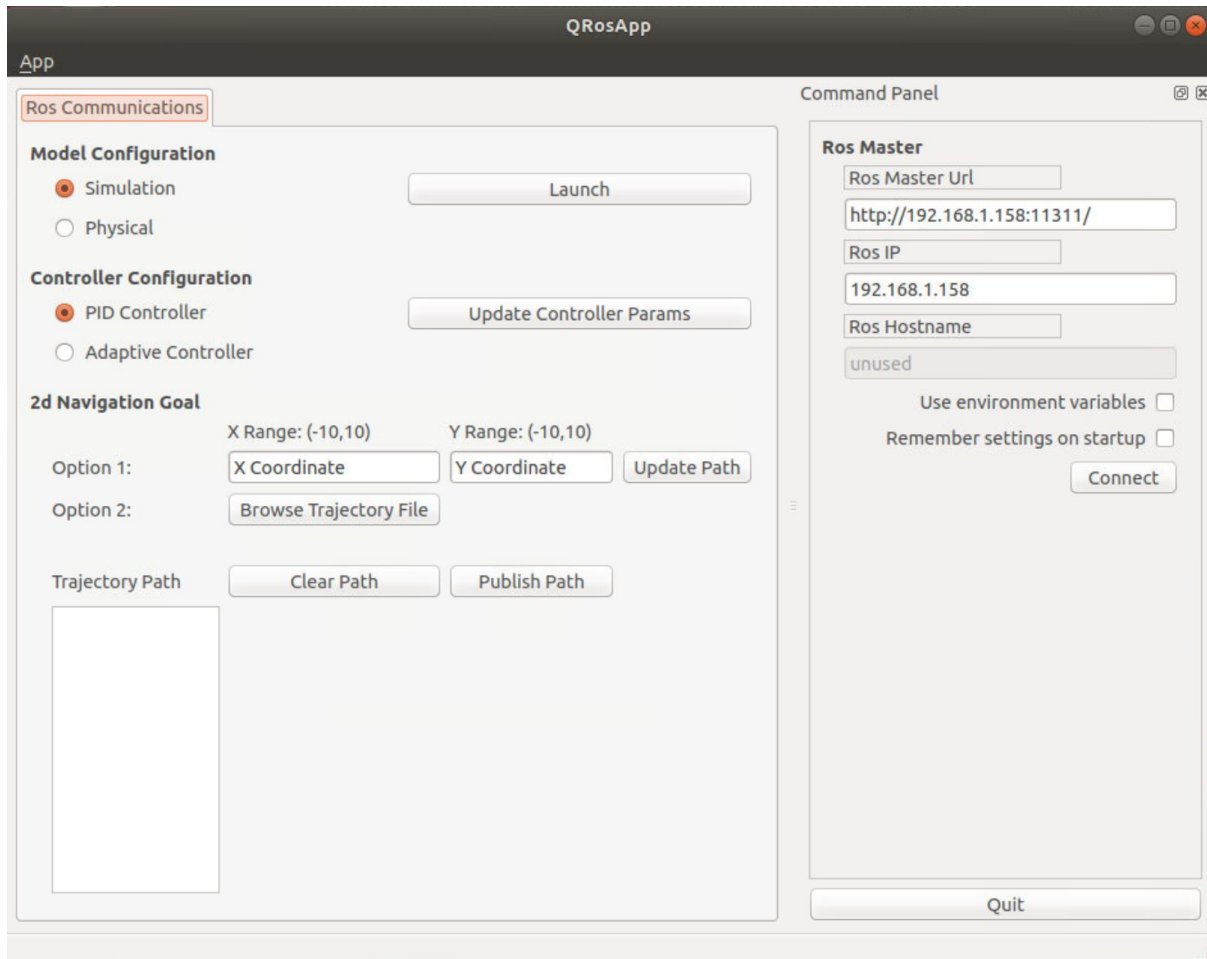 QRosApp
App
Ros Communications
Model Configuration
Simulation
Launch
Physical
Controller Configuration
PID Controller
Update Controller Params
Adaptive Controller
2d Navigation Goal
X Range: (-10,10)
Y Range: (-10,10)
Option 1:
X Coordinate
Y Coordinate
Update Path
Option 2:
Browse Trajectory File
Trajectory Path
Clear Path
Publish Path
Command Panel
Ros Master
Ros Master Url
http://192.168.1.158:11311/
Ros IP
192.168.1.158
Ros Hostname
unused
Use environment variables
Remember settings on startup
Connect
Quit